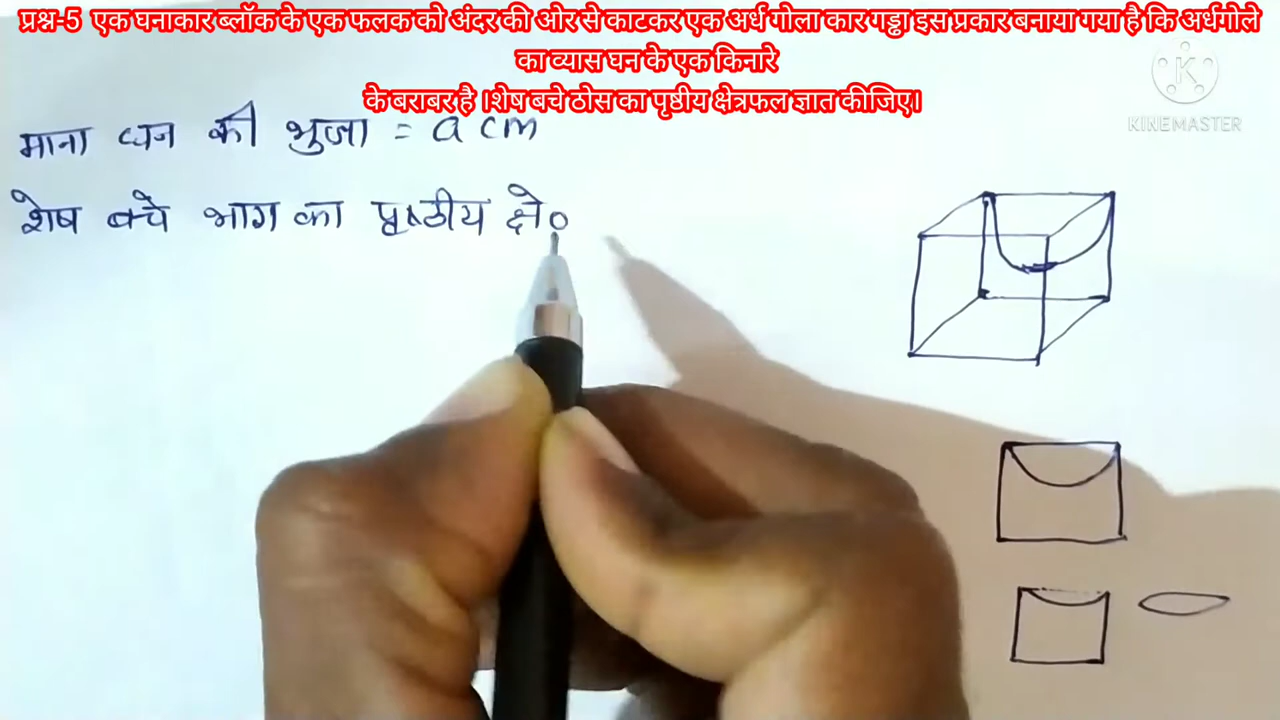 प्रश्न-5 एक घनाकार ब्लॉक के एक फलक को अंदर की ओर से काटकर एक अर्ध गोला कार गड्ढा इस प्रकार बनाया गया है कि अर्धगोले
का व्यास घन के एक किनारे
के बराबर है ।शेष बचे ठोस का पृष्ठीय क्षेत्रफल ज्ञात कीजिए।
K
KINEMASTER
माना घन की भुजा = a cm
शेष बचे भाग का पृष्ठीय क्षे०